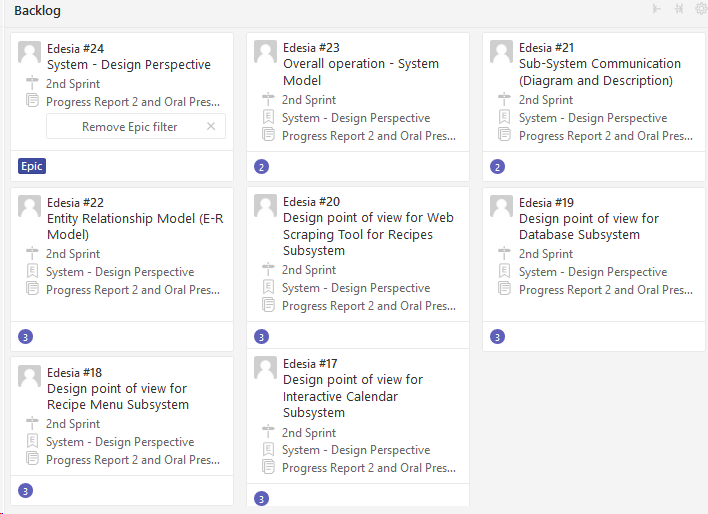 Backlog
Edesia #24
System - Design Perspective
2nd Sprint
Progress Report 2 and Oral Pres...
Remove Epic filter ×
Epic
Edesia #23
Overall operation - System
Model
2nd Sprint
System - Design Perspective
Progress Report 2 and Oral Pres...
2
Edesia #21
Sub-System Communication
(Diagram and Description)
2nd Sprint
System - Design Perspective
Progress Report 2 and Oral Pres...
2
Edesia #22
Entity Relationship Model (E-R
Model)
2nd Sprint
System - Design Perspective
Progress Report 2 and Oral Pres...
3
Edesia #20
Design point of view for Web
Scraping Tool for Recipes
Subsystem
2nd Sprint
System - Design Perspective
Progress Report 2 and Oral Pres...
3
Edesia #19
Design point of view for
Database Subsystem
2nd Sprint
System - Design Perspective
Progress Report 2 and Oral Pres...
3
Edesia #18
Design point of view for
Recipe Menu Subsystem
2nd Sprint
System - Design Perspective
Progress Report 2 and Oral Pres...
3
Edesia #17
Design point of view for
Interactive Calendar
Subsystem
2nd Sprint
System - Design Perspective
Progress Report 2 and Oral Pres...
3